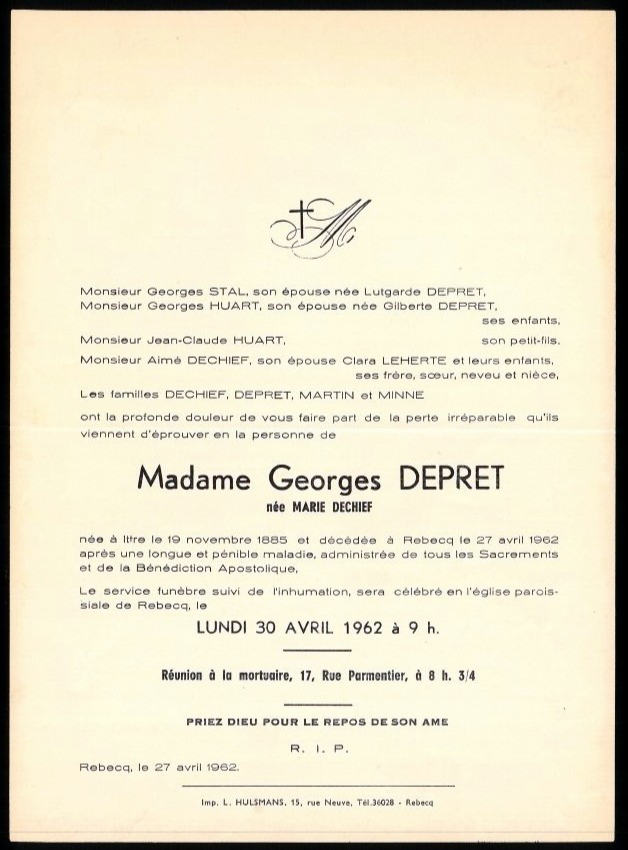 M
Monsieur Georges STAL, son épouse née Lutgarde DEPRET,
Monsieur Georges HUART, son épouse née Gilberte DEPRET,
ses enfants,
Monsieur Jean-Claude HUART, son petit-fils,
Monsieur Aimé DECHIEF, son épouse Clara LEHERTE et leurs enfants,
ses frère, sœur, neveu et nièce,
Les familles DECHIEF, DEPRET, MARTIN et MINNE
ont la profonde douleur de vous faire part de la perte irréparable qu'ils
viennent d'éprouver en la personne de
Madame Georges DEPRET
née MARIE DECHIEF
née à Ittre le 19 novembre 1885 et décédée à Rebecq le 27 avril 1962
après une longue et pénible maladie, administrée de tous les Sacrements
et de la Bénédiction Apostolique,
Le service funèbre suivi de l'inhumation, sera célébré en l'église parois-
siale de Rebecq, le
LUNDI 30 AVRIL 1962 à 9 h.
Réunion à la mortuaire, 17, Rue Parmentier, à 8 h. 3/4
PRIEZ DIEU POUR LE REPOS DE SON AME
R. I. P.
Rebecq, le 27 avril 1962.
Imp. L. HULSMANS, 15, rue Neuve, Tél.36028 - Rebecq